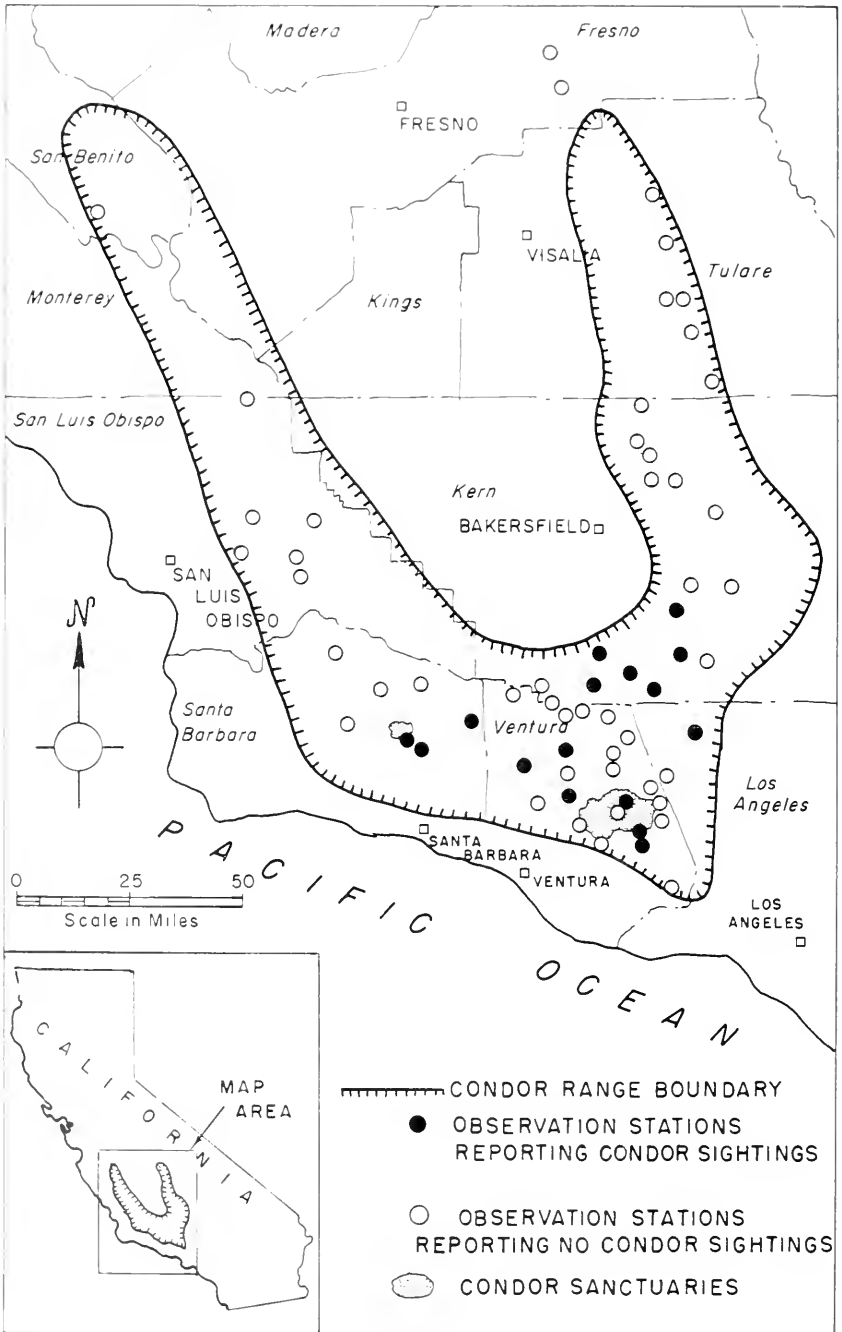 Madera
Fresno
FRESNO
San Benito
VISALIA
Tulare
Monterey
Kings
San Luis Obispo
Kern
BAKERSFIELD
SAN
LUIS
OBISPO
N
Santa
Barbara
Ventura
Los
Angeles
SANTA
BARBARA
VENTURA
LOS
ANGELES
0 25 50
Scale in Miles
PACIFIC
OCEAN
CALIFORNIA
MAP
AREA
CONDOR RANGE BOUNDARY
OBSERVATION STATIONS
REPORTING CONDOR SIGHTINGS
OBSERVATION STATIONS
REPORTING NO CONDOR SIGHTINGS
CONDOR SANCTUARIES